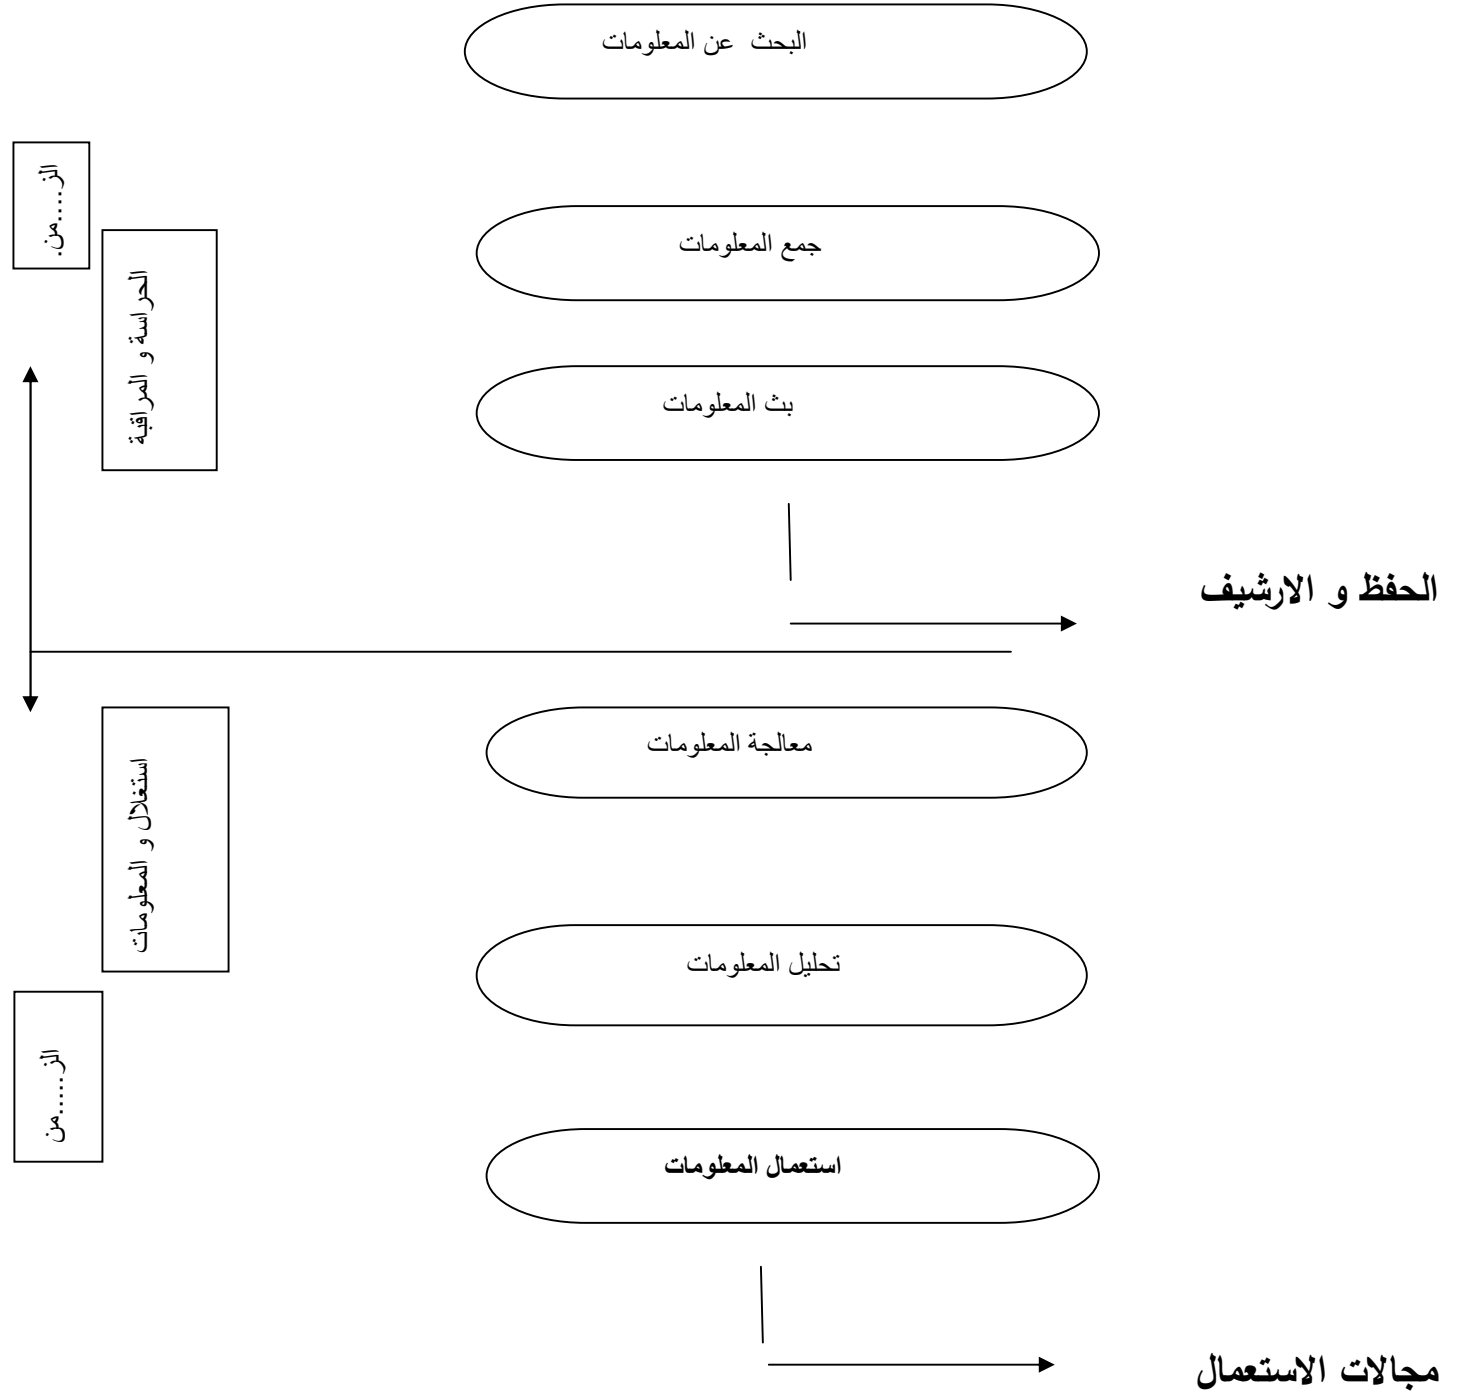 البحث عن المعلومات
الز....من.
جمع المعلومات
الحراسة و المراقبة
بث المعلومات
الحفظ و الارشيف
معالجة المعلومات
استغلال و المعلومات
تحليل المعلومات
الز.....من
استعمال المعلومات
مجالات الاستعمال